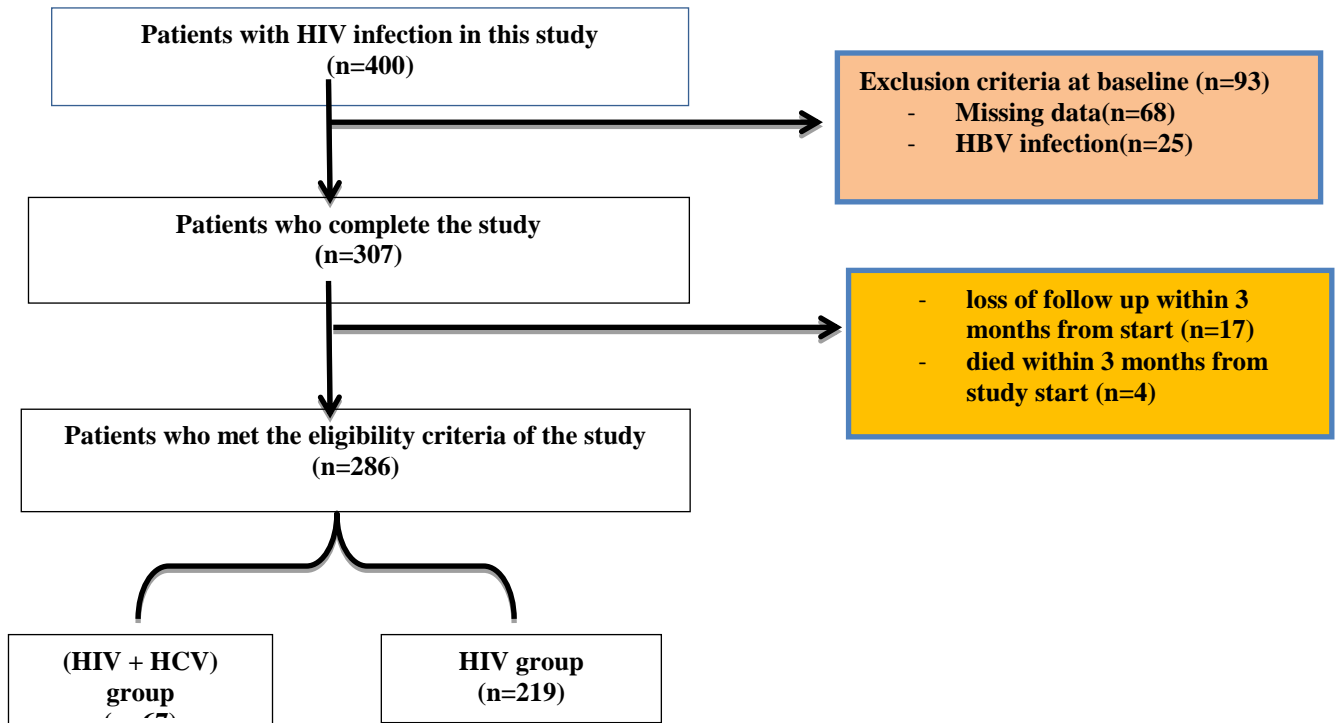 Patients with HIV infection in this study
(n=400)
Exclusion criteria at baseline (n=93)
- Missing data(n=68)
- HBV infection(n=25)
Patients who complete the study
(n=307)
- loss of follow up within 3
months from start (n=17)
- died within 3 months from
study start (n=4)
Patients who met the eligibility criteria of the study
(n=286)
(HIV + HCV)
group
(n=67)
HIV group
(n=219)